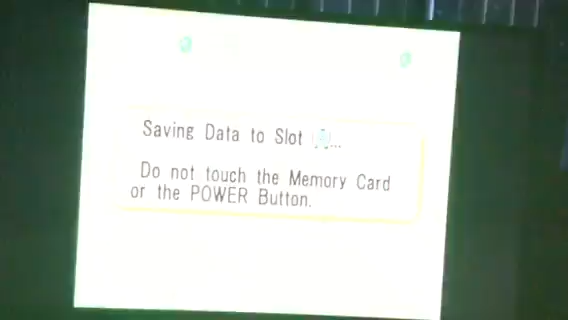 Saving Data to Slot A...
Do not touch the Memory Card
or the POWER Button.